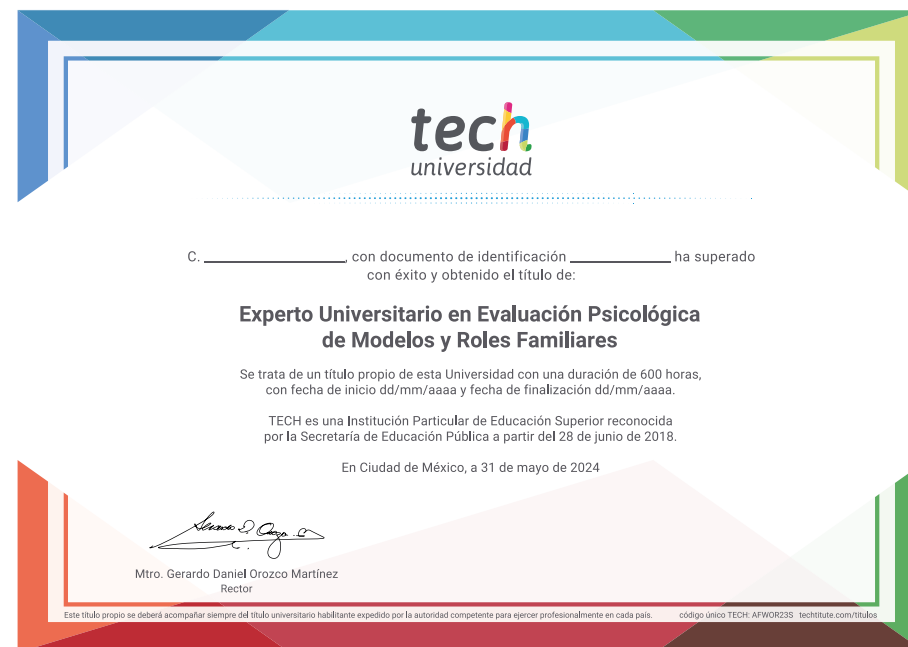 tech
universidad
C. ____________, con documento de identificación ____________ ha superado
con éxito y obtenido el título de:
Experto Universitario en Evaluación Psicológica
de Modelos y Roles Familiares
Se trata de un título propio de esta Universidad con una duración de 600 horas,
con fecha de inicio dd/mm/aaaa y fecha de finalización dd/mm/aaaa.
TECH es una Institución Particular de Educación Superior reconocida
por la Secretaría de Educación Pública a partir del 28 de junio de 2018.
En Ciudad de México, a 31 de mayo de 2024
Mtro. Gerardo Daniel Orozco Martínez
Rector
Este título propio se deberá acompañar siempre del título universitario habilitante expedido por la autoridad competente para ejercer profesionalmente en cada país. código único TECH: AFWOR23S techtitute.com/titulos